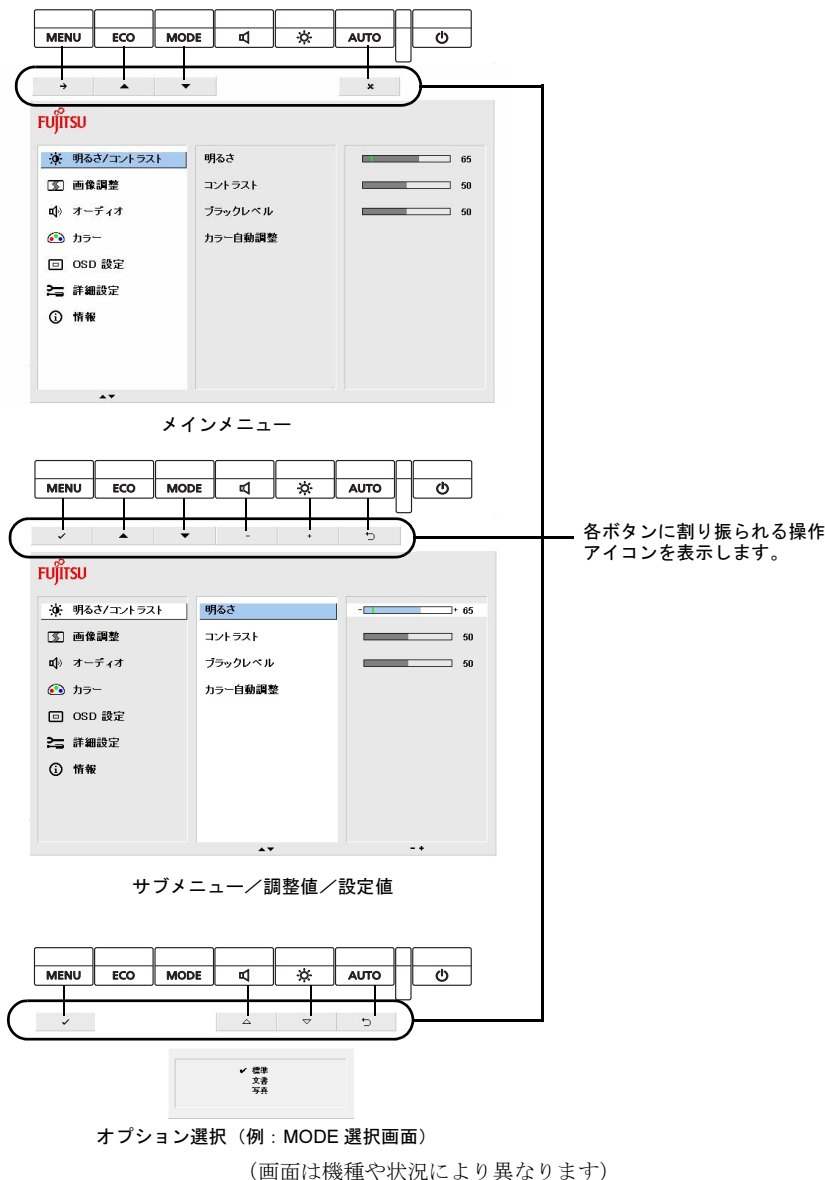 MENU ECO MODE AUTO
FUJITSU
明るさ/コントラスト 明るさ 65
画像調整 コントラスト 50
オーディオ ブラックレベル 50
カラー カラー自動調整
OSD 設定
詳細設定
情報
メインメニュー
MENU ECO MODE AUTO
- +
各ボタンに割り振られる操作
アイコンを表示します。
FUJITSU
明るさ/コントラスト 明るさ - + 65
画像調整 コントラスト 50
オーディオ ブラックレベル 50
カラー カラー自動調整
OSD 設定
詳細設定
情報
- +
サブメニュー/調整値/設定値
MENU ECO MODE AUTO
✔ 標準
文書
写真
オプション選択(例:MODE 選択画面)
(画面は機種や状況により異なります)